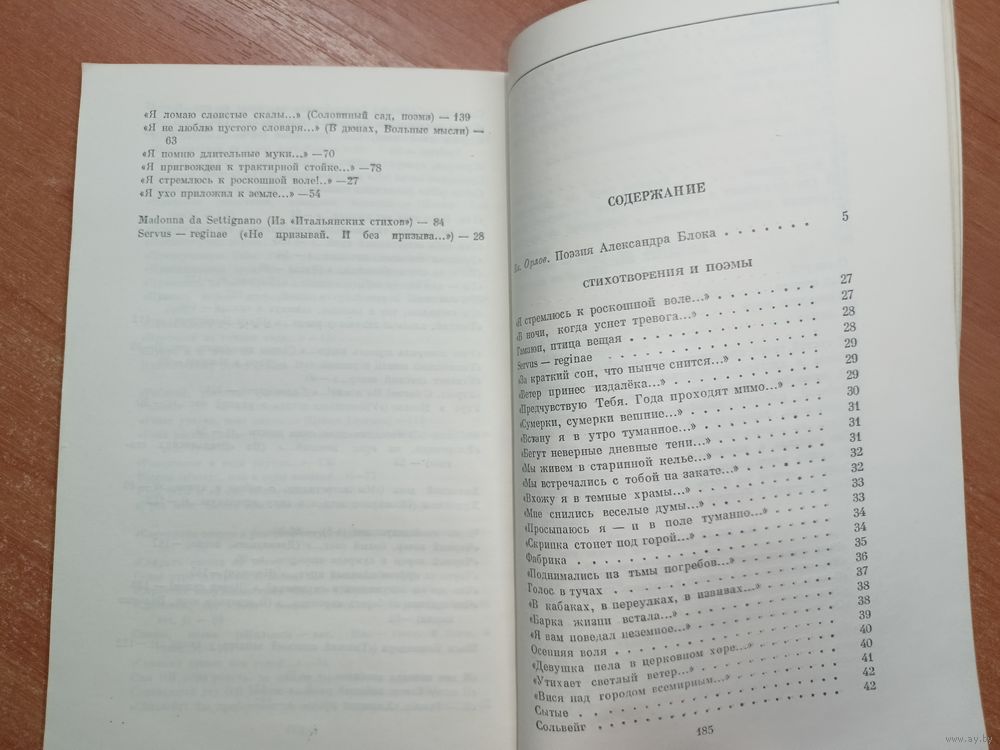 «Я ломаю слоистые скалы...» (Соловьиный сад, поэма) — 139
«Я не люблю пустого словаря...» (В дюнах, Вольные мысли) —
63
«Я помню длительные муки...» —70
«Я пригвожден к трактирной стойке...» —78
«Я стремлюсь к роскошной воле!..» —27
«Я ухо приложил к земле...» —54
Madonna da Settignano (Из «Итальянских стихов») — 84
Servus — reginae («Не призывай. И без призыва...») — 28
СОДЕРЖАНИЕ
Вл. Орлов. Поэзия Александра Блока . . . . . . . 5
СТИХОТВОРЕНИЯ И ПОЭМЫ
«Я стремлюсь к роскошной воле...» . . . . . . . . 27
«В ночи, когда уснет тревога...» . . . . . . . . 27
Гамаюн, птица вещая . . . . . . . . . . . . 28
Servus — reginae . . . . . . . . . . . . . 28
«За краткий сон, что нынче снится...» . . . . . . . 29
«Ветер принес издалёка...» . . . . . . . . . . 29
«Предчувствую Тебя. Года проходят мимо...» . . . . 29
«Сумерки, сумерки вешние...» . . . . . . . . . 30
«Встану я в утро туманное...» . . . . . . . . . 31
«Бегут неверные дневные тени...» . . . . . . . . 31
«Мы живем в старинной келье...» . . . . . . . . 31
«Мы встречались с тобой на закате...» . . . . . . . 32
«Вхожу я в темные храмы...» . . . . . . . . . 32
«Мне снились веселые думы...» . . . . . . . . . 33
«Просыпаюсь я — и в поле туманно...» . . . . . . . 33
«Скрипка стонет под горой...» . . . . . . . . . 34
Фабрика . . . . . . . . . . . . . . . . 34
«Поднимались из тьмы погребов...» . . . . . . . . 35
Голос в тучах . . . . . . . . . . . . . . 36
«В кабаках, в переулках, в извивах...» . . . . . . . 37
«Барка жизни встала...» . . . . . . . . . . . 38
«Я вам поведал неземное...» . . . . . . . . . . 38
Осенняя воля . . . . . . . . . . . . . . 39
«Девушка пела в церковном хоре...» . . . . . . . . 40
«Утихает светлый ветер...» . . . . . . . . . . 40
«Вися над городом всемирным...» . . . . . . . . . 41
Сытые . . . . . . . . . . . . . . . . 42
Сольвейг . . . . . . . . . . . . . . . 42
185
www.ay.by